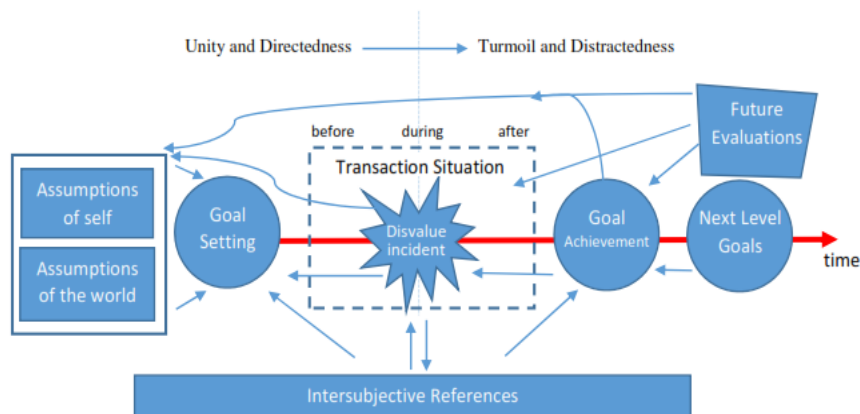 Unity and Directedness
Turmoil and Distractedness
Future
Evaluations
before during after
Transaction Situation
Assumptions
of self
Goal
Setting
Disvalue
incident
Goal
Achievement
Next Level
Goals
Assumptions
of the world
time
Intersubjective References